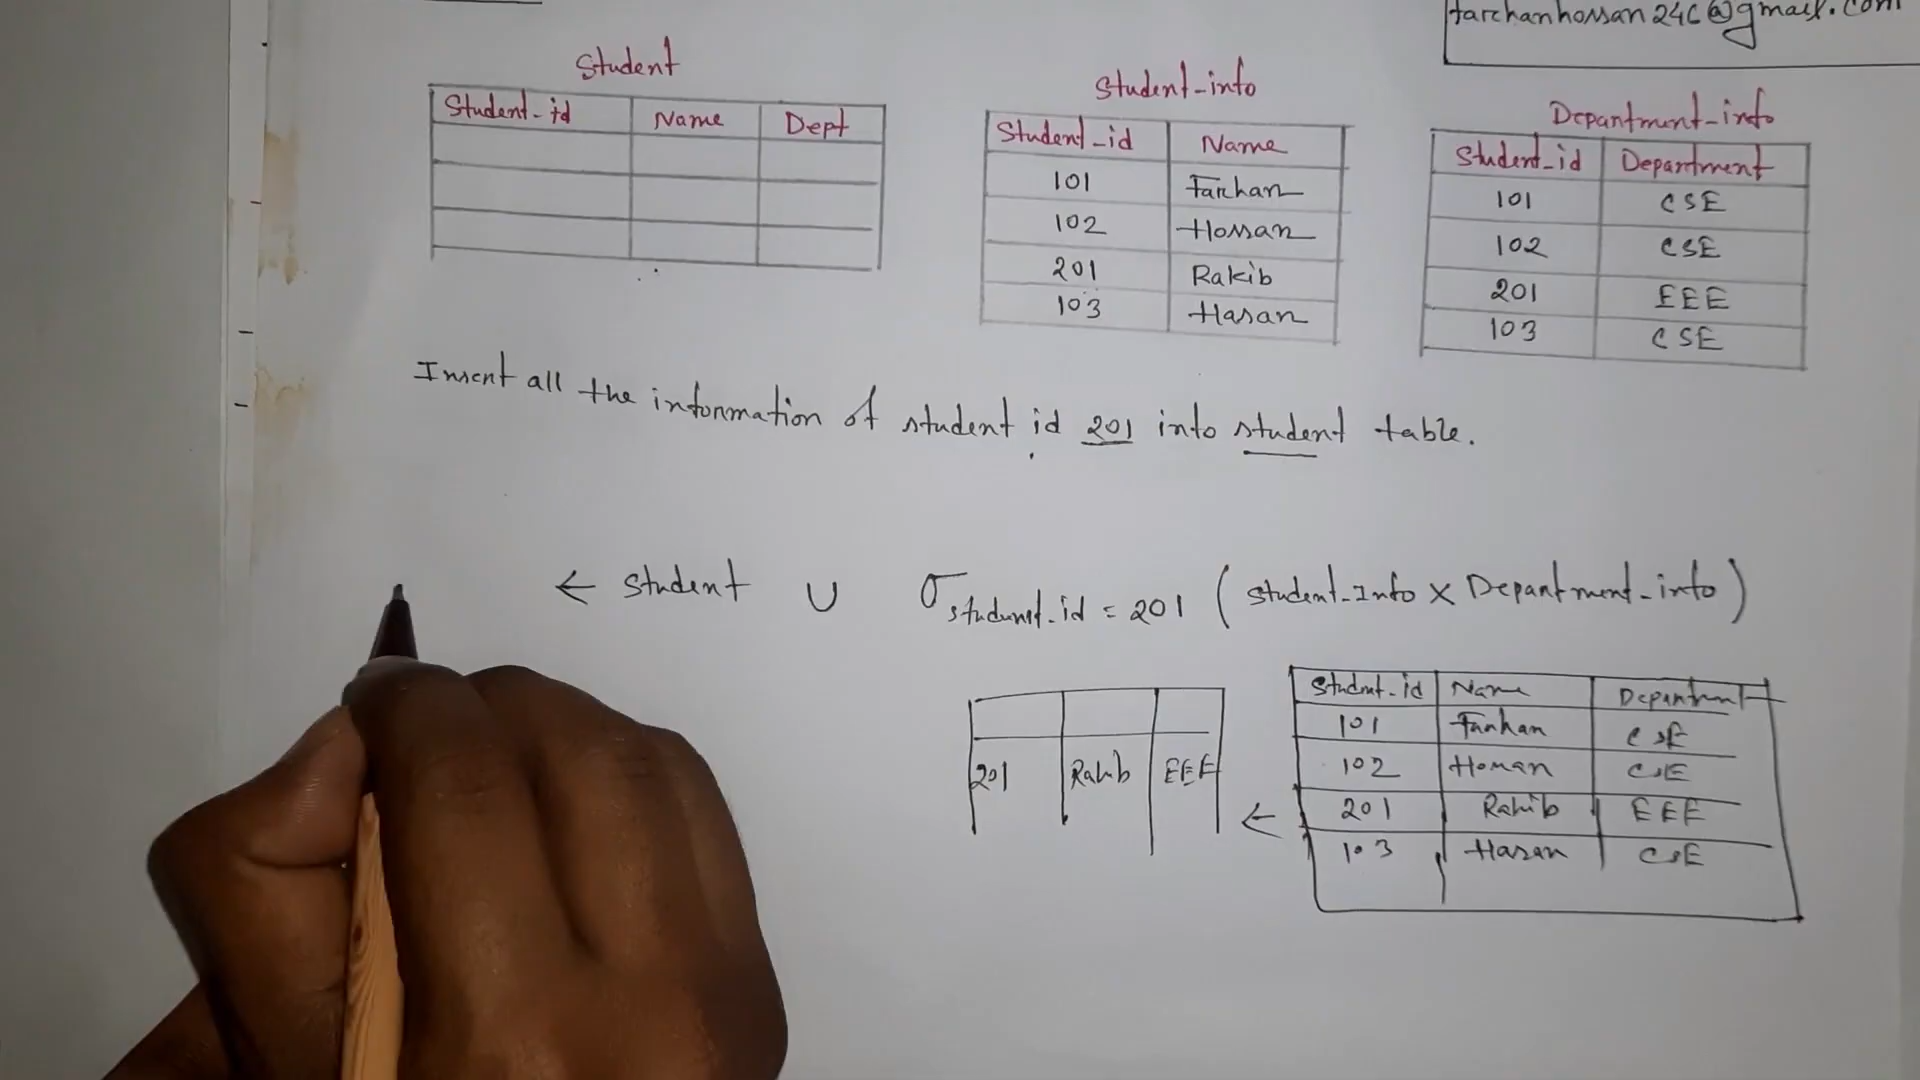 farhanhossan246@gmail.com
Student
Student-id Name Dept
Student-info
Student-id Name
101 Farhan
102 Hossan
201 Rakib
103 Hasan
Department-info
Student-id Department
101 CSE
102 CSE
201 EEE
103 CSE
Insert all the information of student id 201 into student table.
← Student ∪ σ student-id = 201 (Student-Info × Department-info)
201 Rakib EEE
←
Student-id Name Department
101 Farhan CSE
102 Hossan CSE
201 Rakib EEE
103 Hasan CSE